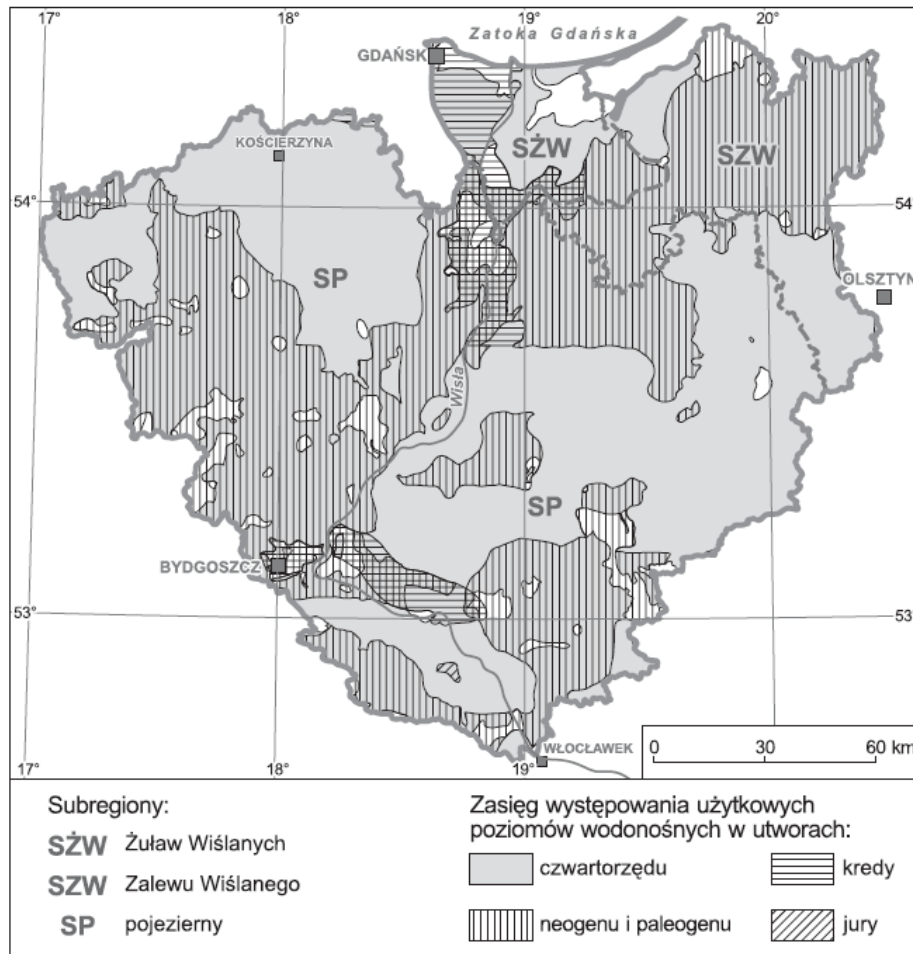 17°
18°
19°
20°
Zatoka Gdańska
GDAŃSK
KOŚCIERZYNA
SŻW
SZW
54°
54°
SP
OLSZTYN
Wisła
SP
BYDGOSZCZ
53°
53°
WŁOCŁAWEK
17°
18°
19°
0 30 60 km
Subregiony:
SŻW Żuław Wiślanych
SZW Zalewu Wiślanego
SP pojezierny
Zasięg występowania użytkowych
poziomów wodonośnych w utworach:
czwartorzędu
kredy
neogenu i paleogenu
jury